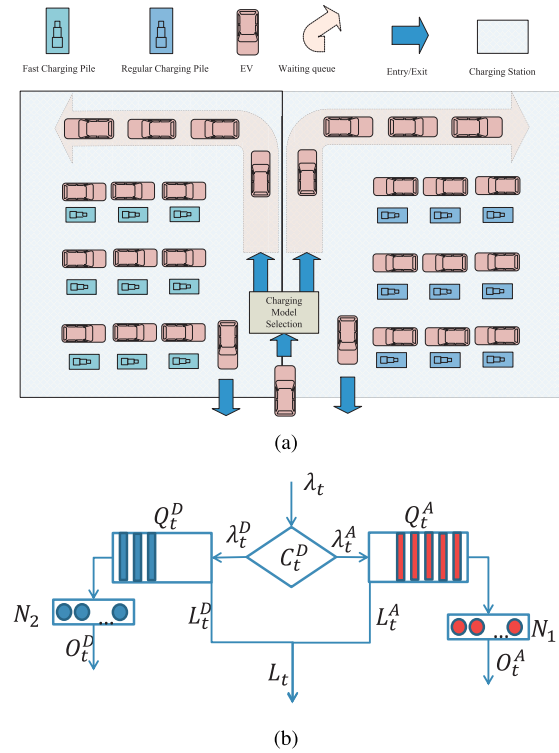 Fast Charging Pile Regular Charging Pile EV Waiting queue Entry/Exit Charging Station
Charging
Model
Selection
(a)
λ_t
Q_t^D Q_t^A
λ_t^D C_t^D λ_t^A
N_2 L_t^D L_t^A N_1
... ...
O_t^D L_t O_t^A
(b)